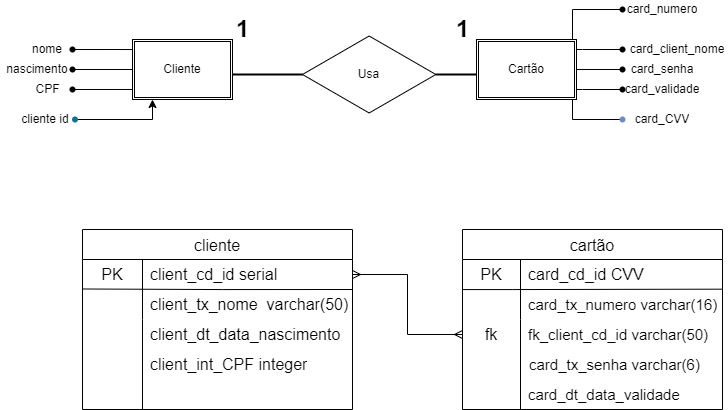 1
1
card_numero
nome
nascimento
CPF
cliente id
Cliente
Usa
Cartão
card_client_nome
card_senha
card_validade
card_CVV
cliente
PK client_cd_id serial
client_tx_nome varchar(50)
client_dt_data_nascimento
client_int_CPF integer
cartão
PK card_cd_id CVV
card_tx_numero varchar(16)
fk fk_client_cd_id varchar(50)
card_tx_senha varchar(6)
card_dt_data_validade